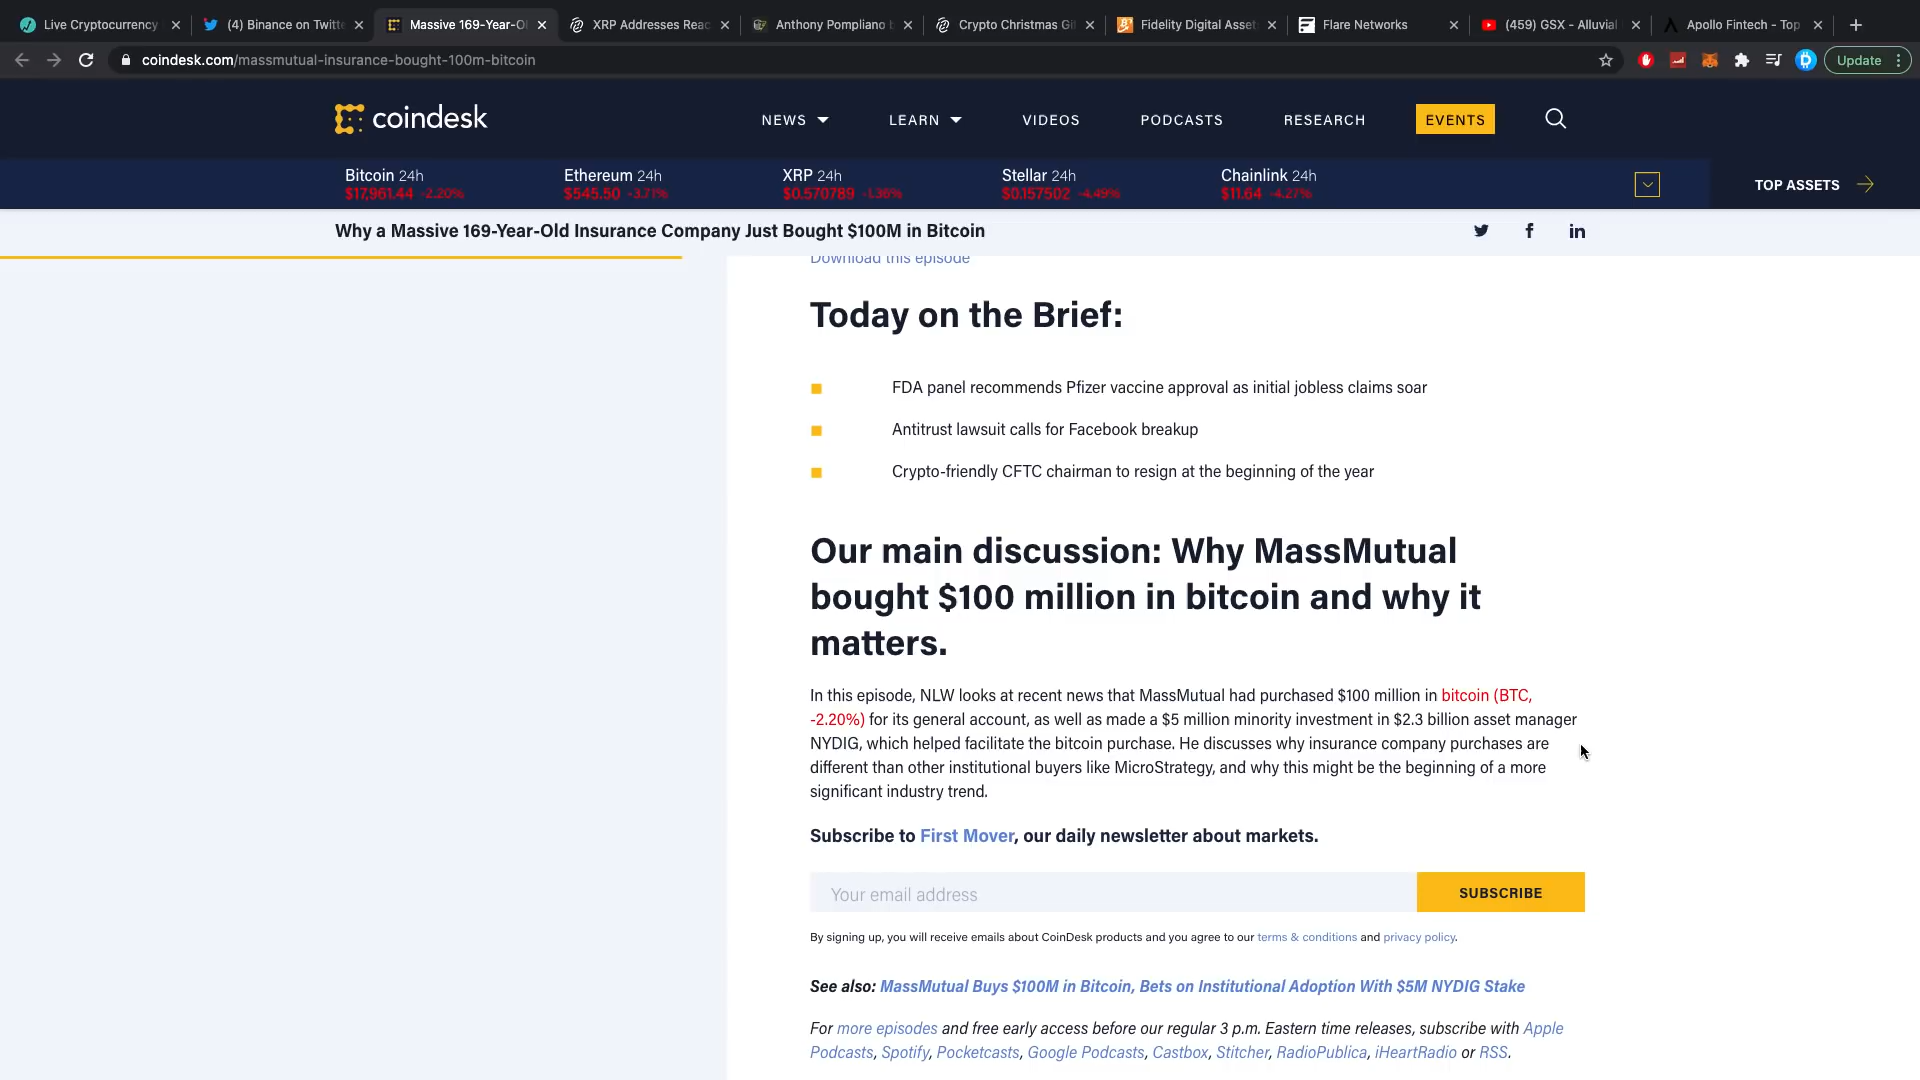 Live Cryptocurrency
(4) Binance on Twitte
Massive 169-Year-Ol
XRP Addresses Reac
Anthony Pompliano
Crypto Christmas Gi
Fidelity Digital Asset
Flare Networks
(459) GSX - Alluvial
Apollo Fintech - Top
coindesk.com/massmutual-insurance-bought-100m-bitcoin
Update
coindesk
NEWS
LEARN
VIDEOS
PODCASTS
RESEARCH
EVENTS
Bitcoin 24h
$17,961.44 -2.20%
Ethereum 24h
$545.50 -3.71%
XRP 24h
$0.570789 -1.36%
Stellar 24h
$0.157502 -4.49%
Chainlink 24h
$11.64 -4.27%
TOP ASSETS
Why a Massive 169-Year-Old Insurance Company Just Bought $100M in Bitcoin
Download this episode
Today on the Brief:
FDA panel recommends Pfizer vaccine approval as initial jobless claims soar
Antitrust lawsuit calls for Facebook breakup
Crypto-friendly CFTC chairman to resign at the beginning of the year
Our main discussion: Why MassMutual
bought $100 million in bitcoin and why it
matters.
In this episode, NLW looks at recent news that MassMutual had purchased $100 million in bitcoin (BTC,
-2.20%) for its general account, as well as made a $5 million minority investment in $2.3 billion asset manager
NYDIG, which helped facilitate the bitcoin purchase. He discusses why insurance company purchases are
different than other institutional buyers like MicroStrategy, and why this might be the beginning of a more
significant industry trend.
Subscribe to First Mover, our daily newsletter about markets.
Your email address
SUBSCRIBE
By signing up, you will receive emails about CoinDesk products and you agree to our terms & conditions and privacy policy.
See also: MassMutual Buys $100M in Bitcoin, Bets on Institutional Adoption With $5M NYDIG Stake
For more episodes and free early access before our regular 3 p.m. Eastern time releases, subscribe with Apple
Podcasts, Spotify, Pocketcasts, Google Podcasts, Castbox, Stitcher, RadioPublica, iHeartRadio or RSS.